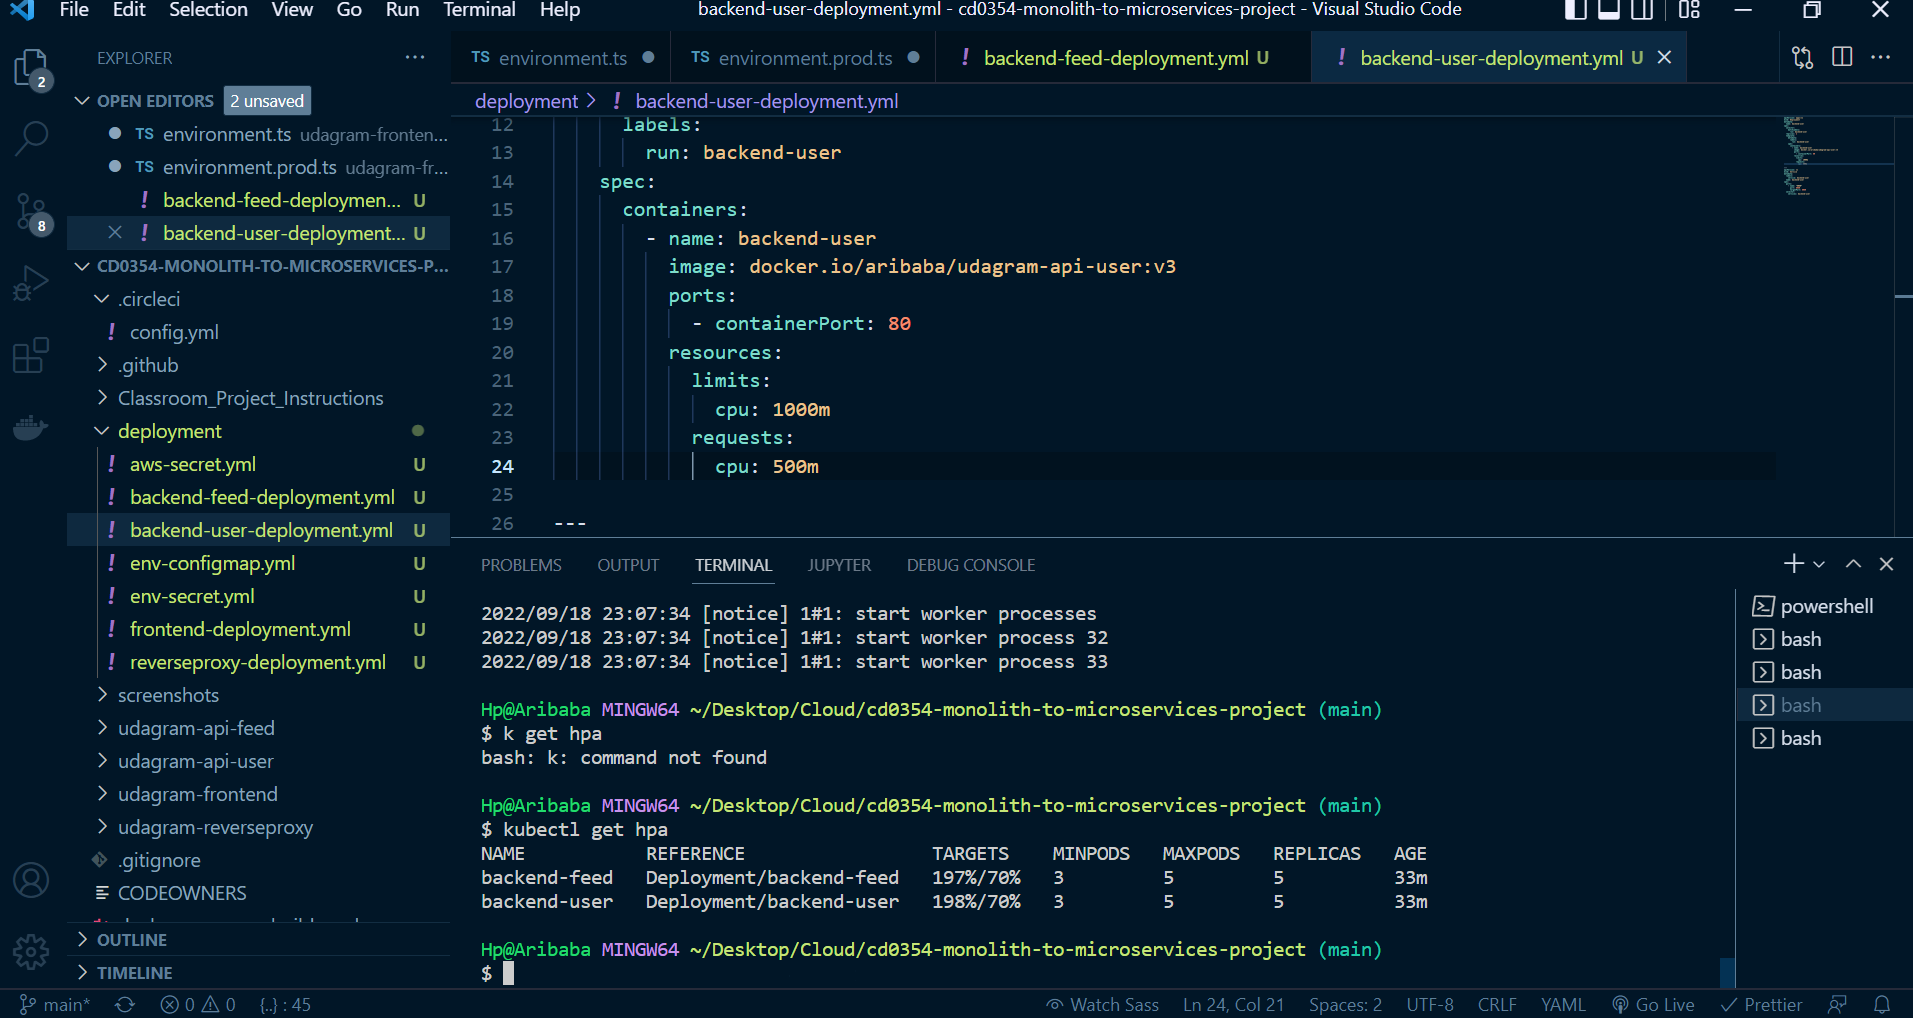 File Edit Selection View Go Run Terminal Help
backend-user-deployment.yml - cd0354-monolith-to-microservices-project - Visual Studio Code
EXPLORER
2
8
OPEN EDITORS 2 unsaved
TS environment.ts udagram-fronten...
TS environment.prod.ts udagram-fr...
! backend-feed-deploymen... U
! backend-user-deployment... U
CD0354-MONOLITH-TO-MICROSERVICES-P...
.circleci
! config.yml
.github
Classroom_Project_Instructions
deployment
! aws-secret.yml U
! backend-feed-deployment.yml U
! backend-user-deployment.yml U
! env-configmap.yml U
! env-secret.yml U
! frontend-deployment.yml U
! reverseproxy-deployment.yml U
screenshots
udagram-api-feed
udagram-api-user
udagram-frontend
udagram-reverseproxy
.gitignore
CODEOWNERS
OUTLINE
TIMELINE
TS environment.ts
TS environment.prod.ts
! backend-feed-deployment.yml U
! backend-user-deployment.yml U
deployment > ! backend-user-deployment.yml
12 labels:
13 run: backend-user
14 spec:
15 containers:
16 - name: backend-user
17 image: docker.io/aribaba/udagram-api-user:v3
18 ports:
19 - containerPort: 80
20 resources:
21 limits:
22 cpu: 1000m
23 requests:
24 cpu: 500m
25
26 ---
PROBLEMS OUTPUT TERMINAL JUPYTER DEBUG CONSOLE
2022/09/18 23:07:34 [notice] 1#1: start worker processes
2022/09/18 23:07:34 [notice] 1#1: start worker process 32
2022/09/18 23:07:34 [notice] 1#1: start worker process 33
Hp@Aribaba MINGW64 ~/Desktop/Cloud/cd0354-monolith-to-microservices-project (main)
$ k get hpa
bash: k: command not found
Hp@Aribaba MINGW64 ~/Desktop/Cloud/cd0354-monolith-to-microservices-project (main)
$ kubectl get hpa
NAME REFERENCE TARGETS MINPODS MAXPODS REPLICAS AGE
backend-feed Deployment/backend-feed 197%/70% 3 5 5 33m
backend-user Deployment/backend-user 198%/70% 3 5 5 33m
Hp@Aribaba MINGW64 ~/Desktop/Cloud/cd0354-monolith-to-microservices-project (main)
$
powershell
bash
bash
bash
bash
main* 0 0 {..} : 45
Watch Sass Ln 24, Col 21 Spaces: 2 UTF-8 CRLF YAML Go Live Prettier